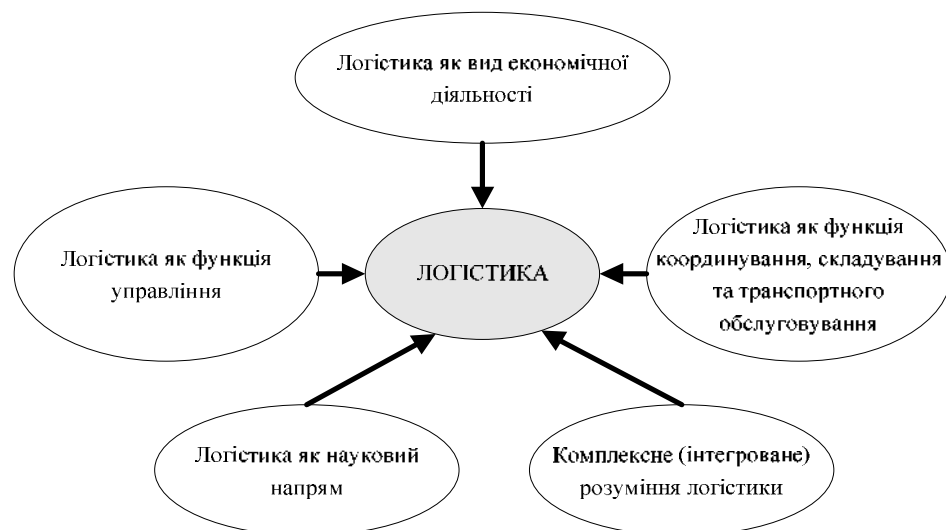 Логістика як вид економічної
діяльності
Логістика як функція
управління
ЛОГІСТИКА
Логістика як функція
координування, складування
та транспортного
обслуговування
Логістика як науковий
напрям
Комплексне (інтегроване)
розуміння логістики